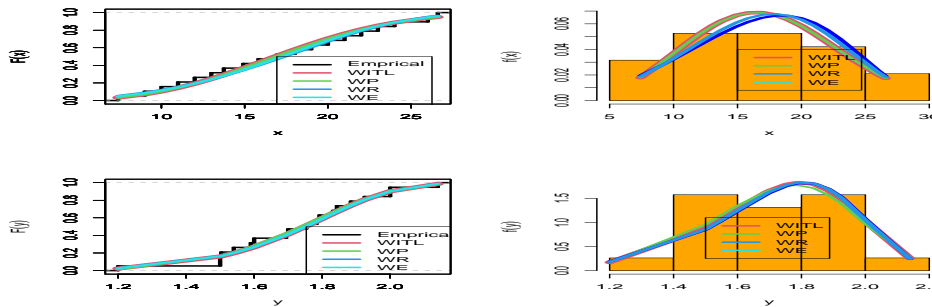 F(x)
0.0 0.2 0.4 0.6 0.8 1.0
Emprical
WITL
WP
WR
WE
10 15 20 25
x
f(x)
0.00 0.02 0.04 0.06
WITL
WP
WR
WE
5 10 15 20 25 30
x
F(y)
0.0 0.2 0.4 0.6 0.8 1.0
Emprica
WITL
WP
WR
WE
1.2 1.4 1.6 1.8 2.0
y
f(y)
0.0 0.5 1.0 1.5
WITL
WP
WR
WE
1.2 1.4 1.6 1.8 2.0 2.
y